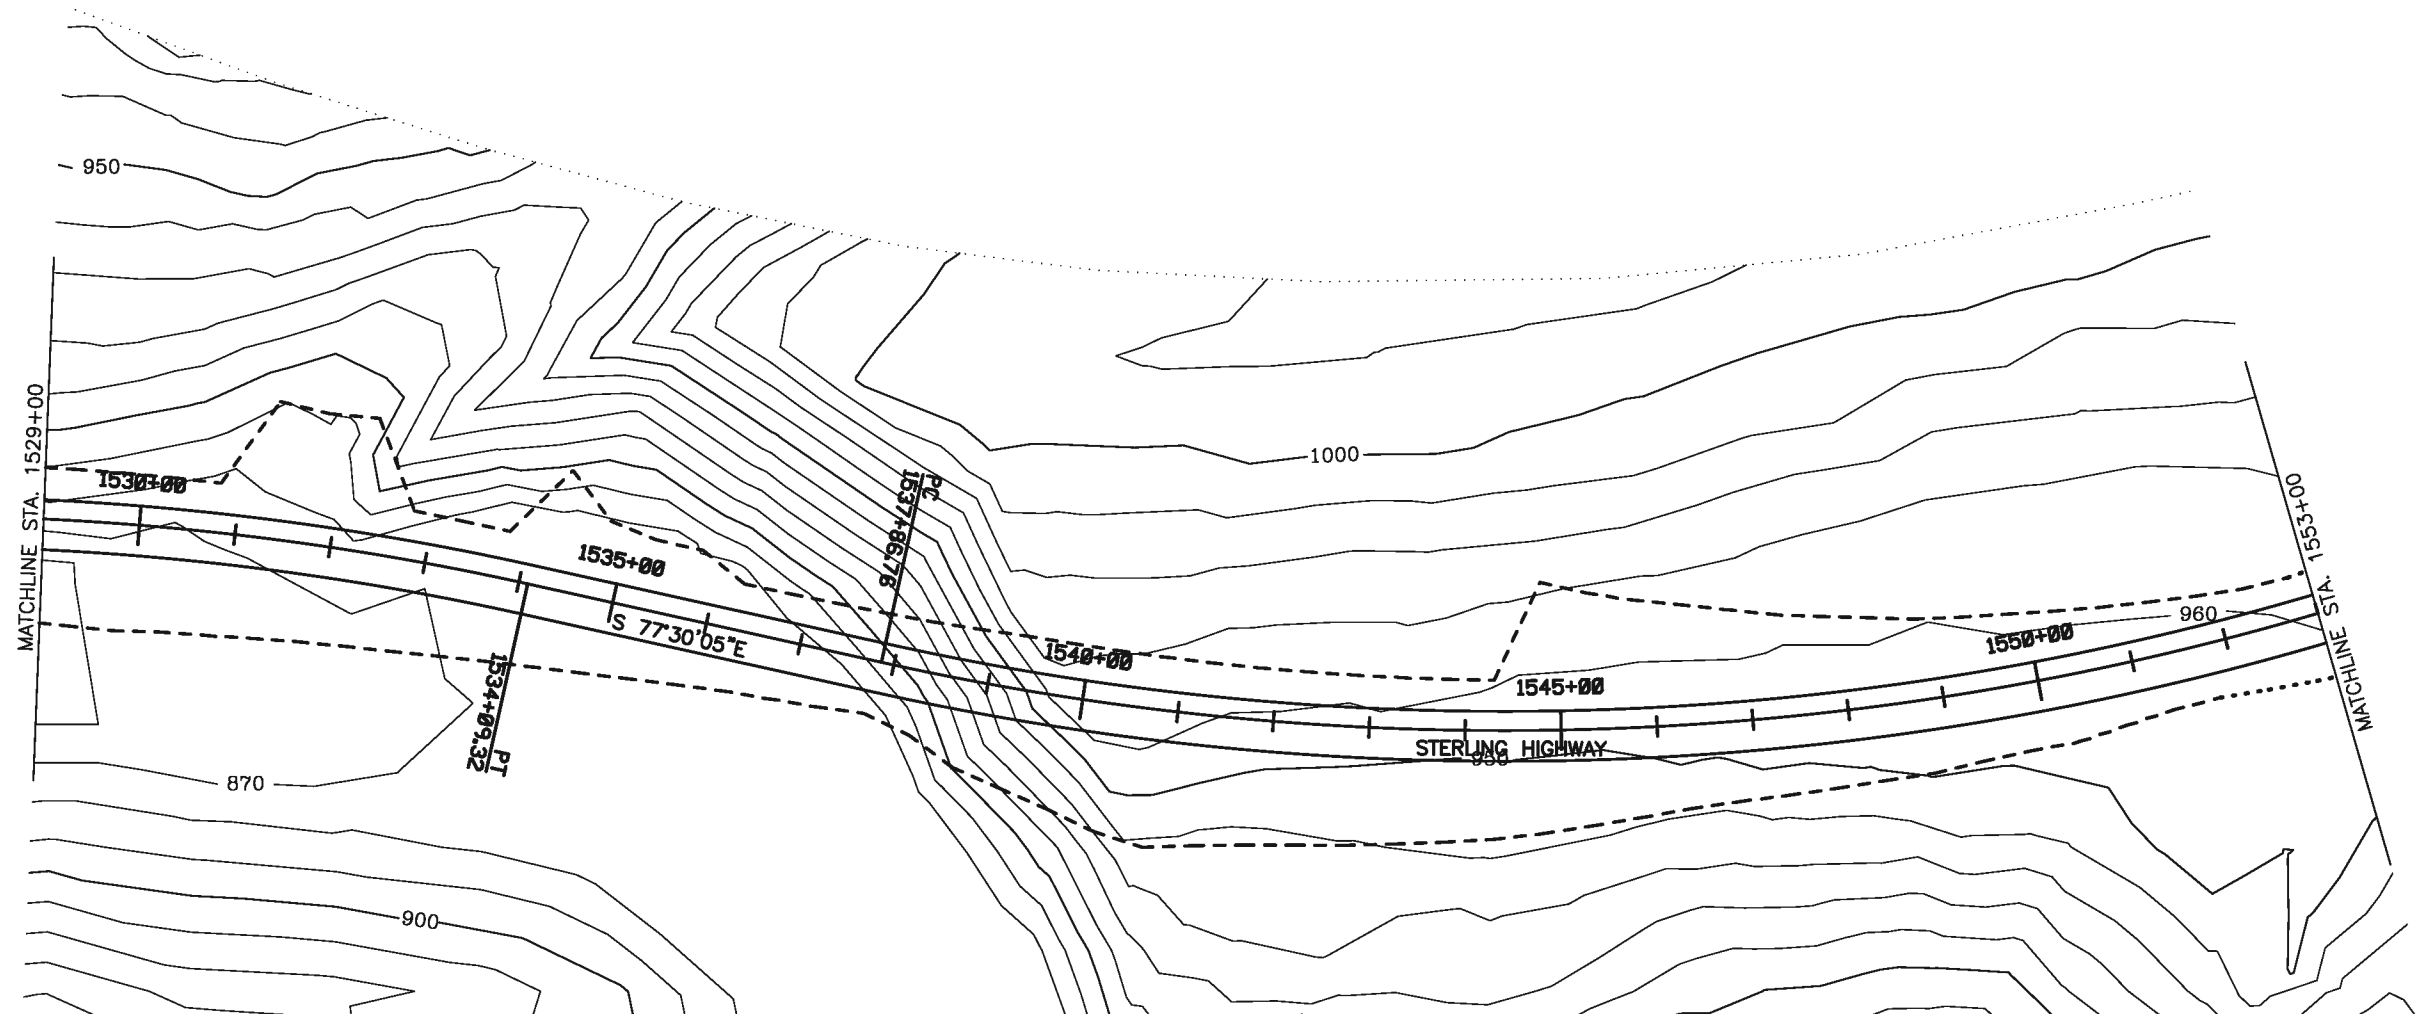 950
MATCHLINE STA. 1529+00
1530+00
1535+00
S 77°30'05"E
PT
1534+09.32
PC
1537+86.76
1540+00
1000
1545+00
STERLING HIGHWAY
950
1550+00
960
MATCHLINE STA. 1553+00
870
900